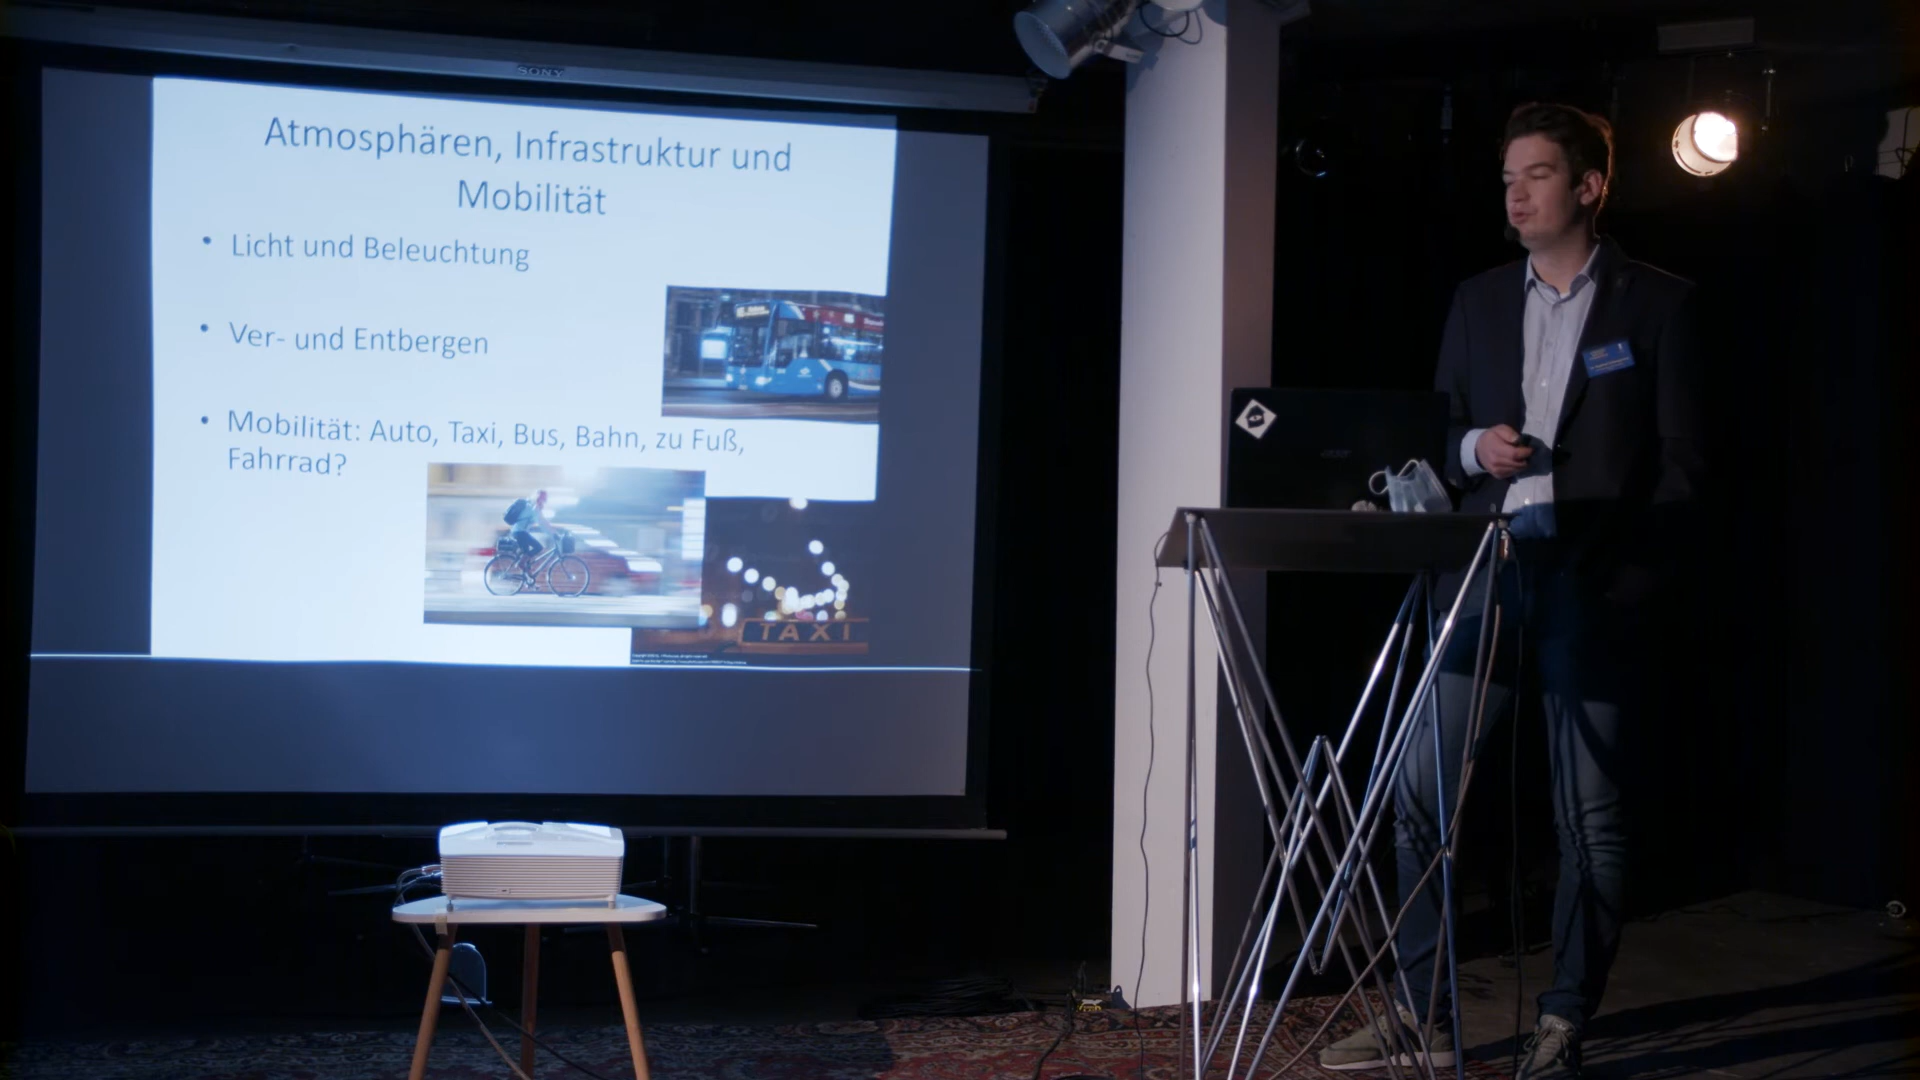 SONY
Atmosphären, Infrastruktur und
Mobilität
• Licht und Beleuchtung
• Ver- und Entbergen
• Mobilität: Auto, Taxi, Bus, Bahn, zu Fuß,
Fahrrad?
TAXI
acer